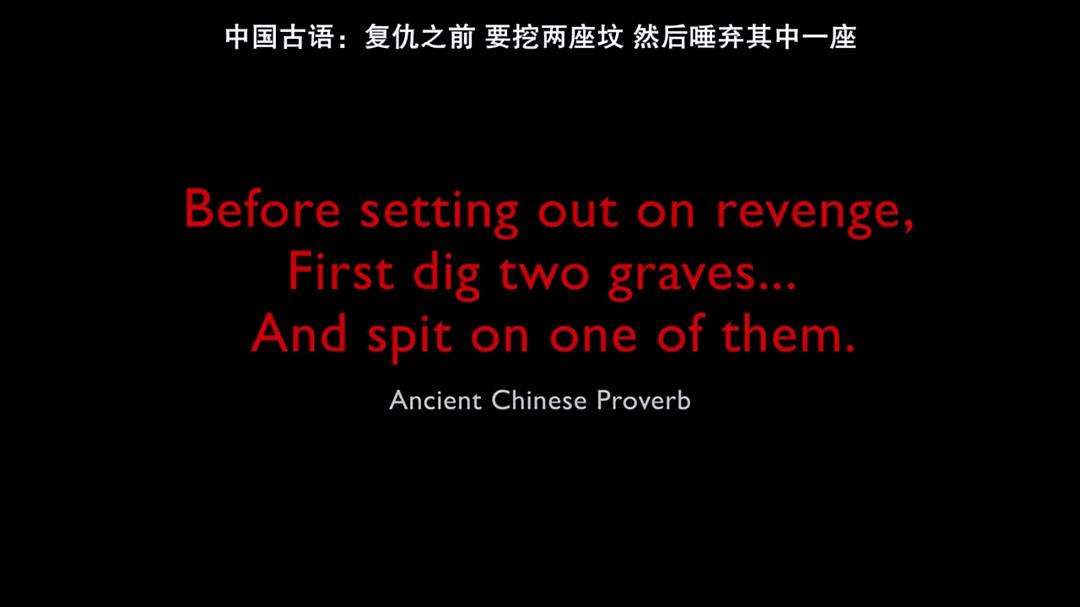 中国古语：复仇之前 要挖两座坟 然后唾弃其中一座
Before setting out on revenge,
First dig two graves...
And spit on one of them.
Ancient Chinese Proverb